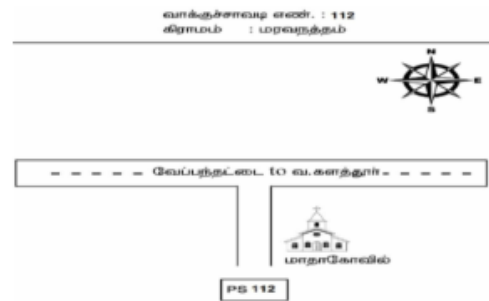 வாக்குச்சாவடி எண். : 112
கிராமம் : மரவநத்தம்
N
W E
S
வேப்பந்தட்டை to வ.களத்தூர்
மாதாகோவில்
PS 112